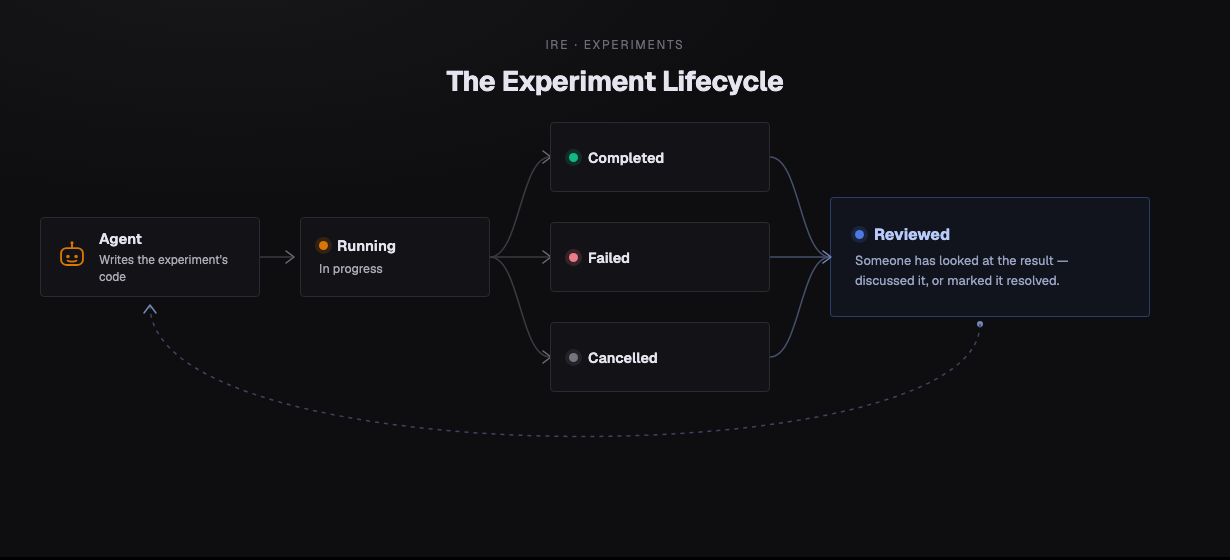 IRE · EXPERIMENTS
The Experiment Lifecycle
Agent
Writes the experiment's
code
Running
In progress
Completed
Failed
Cancelled
Reviewed
Someone has looked at the result —
discussed it, or marked it resolved.